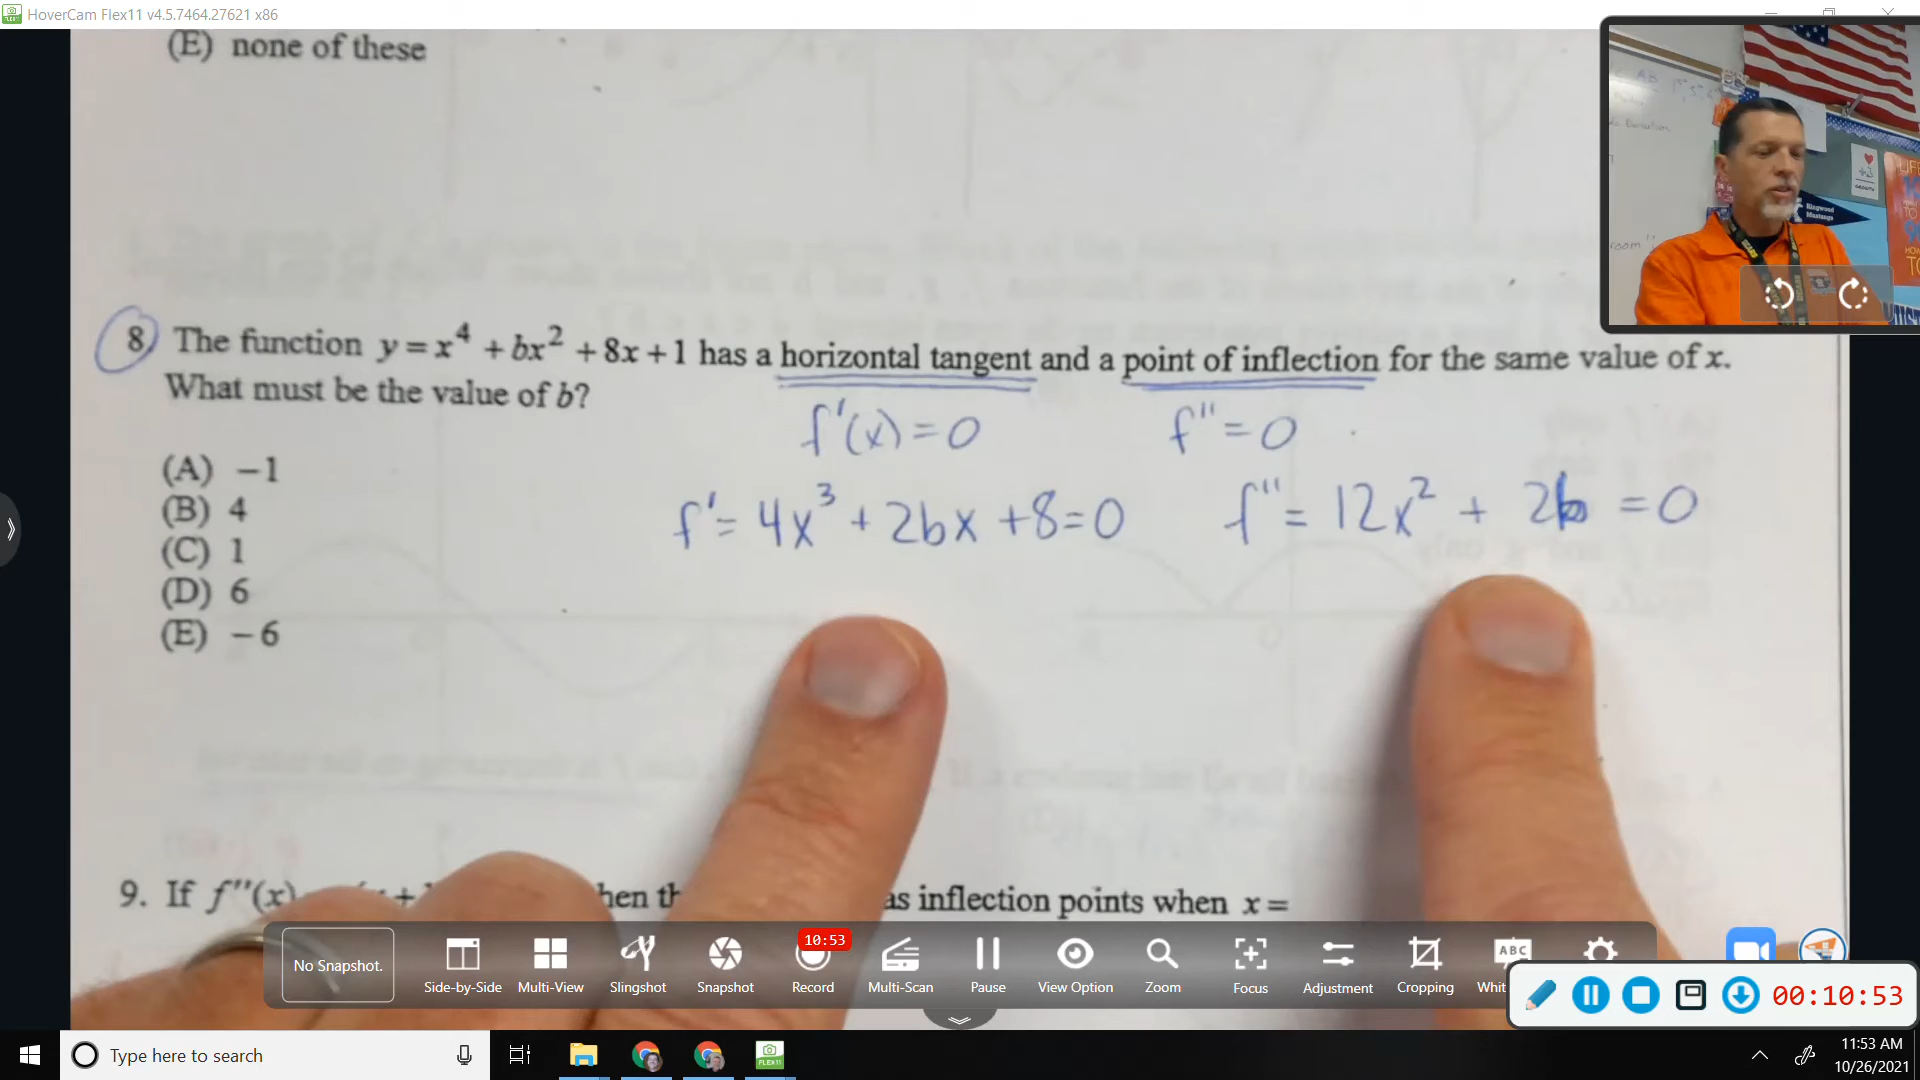 HoverCam Flex11 v4.5.7464.27621 x86
(E) none of these
8. The function y = x⁴ + bx² + 8x + 1 has a horizontal tangent and a point of inflection for the same value of x.
What must be the value of b?
f'(x) = 0
f'' = 0
(A) −1
(B) 4
(C) 1
(D) 6
(E) −6
f' = 4x³ + 2bx + 8 = 0
f'' = 12x² + 2b = 0
9. If f''(x)
as inflection points when x =
No Snapshot.
Side-by-Side
Multi-View
Slingshot
Snapshot
10:53
Record
Multi-Scan
Pause
View Option
Zoom
Focus
Adjustment
Cropping
ABC
00:10:53
Type here to search
FLEX11
11:53 AM
10/26/2021
Kingwood
Mustangs